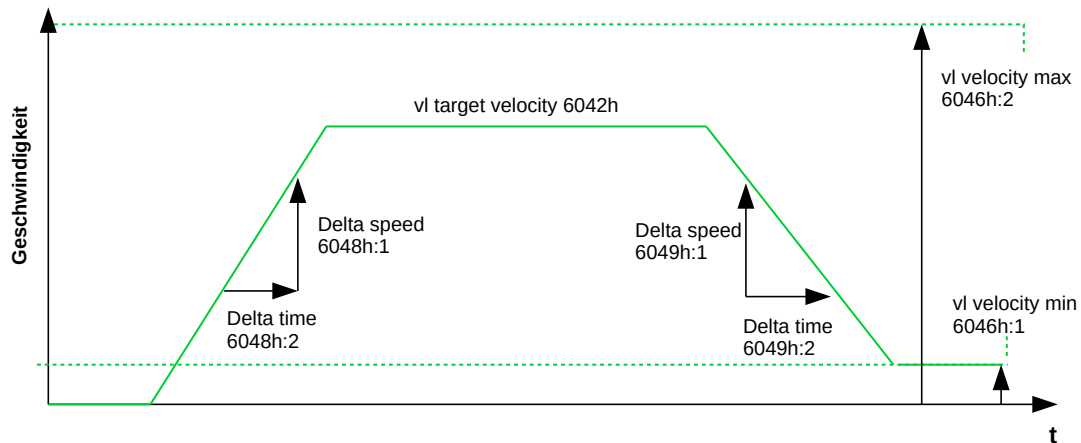 Geschwindigkeit
vl target velocity 6042h
vl velocity max
6046h:2
Delta speed
6048h:1
Delta time
6048h:2
Delta speed
6049h:1
Delta time
6049h:2
vl velocity min
6046h:1
t